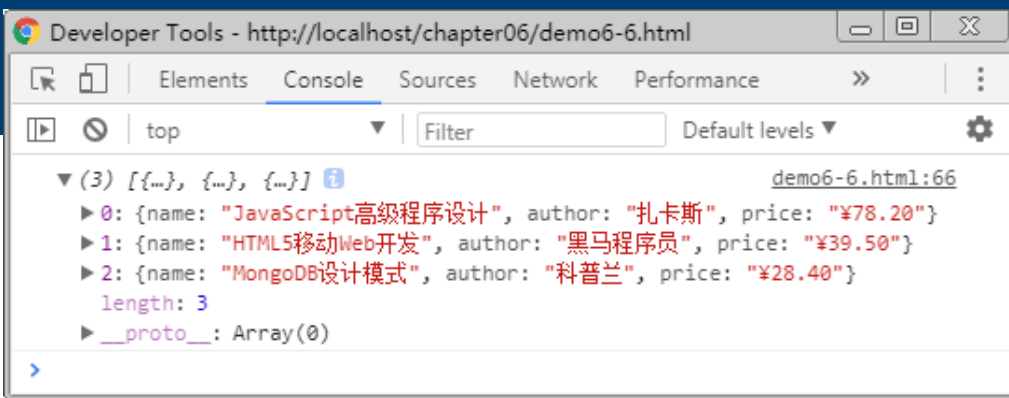 Developer Tools - http://localhost/chapter06/demo6-6.html
Elements Console Sources Network Performance »
top ▼ Filter Default levels ▼
▼(3) [{…}, {…}, {…}] i demo6-6.html:66
▶0: {name: "JavaScript高级程序设计", author: "扎卡斯", price: "¥78.20"}
▶1: {name: "HTML5移动Web开发", author: "黑马程序员", price: "¥39.50"}
▶2: {name: "MongoDB设计模式", author: "科普兰", price: "¥28.40"}
length: 3
▶__proto__: Array(0)
>